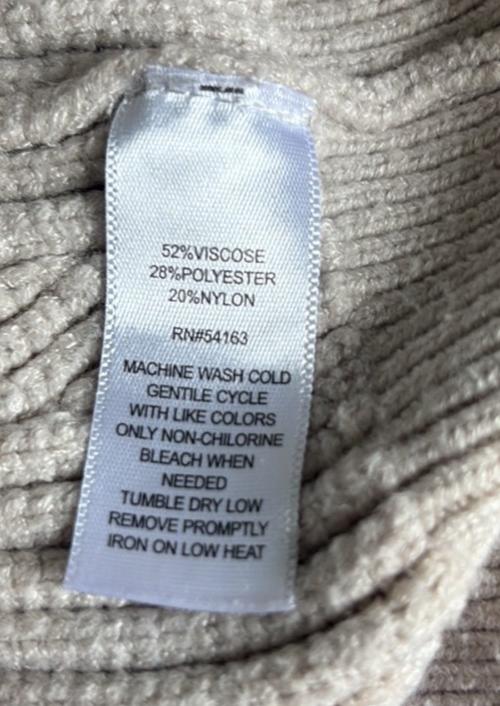 52%VISCOSE
28%POLYESTER
20%NYLON
RN#54163
MACHINE WASH COLD
GENTILE CYCLE
WITH LIKE COLORS
ONLY NON-CHILORINE
BLEACH WHEN
NEEDED
TUMBLE DRY LOW
REMOVE PROMPTLY
IRON ON LOW HEAT